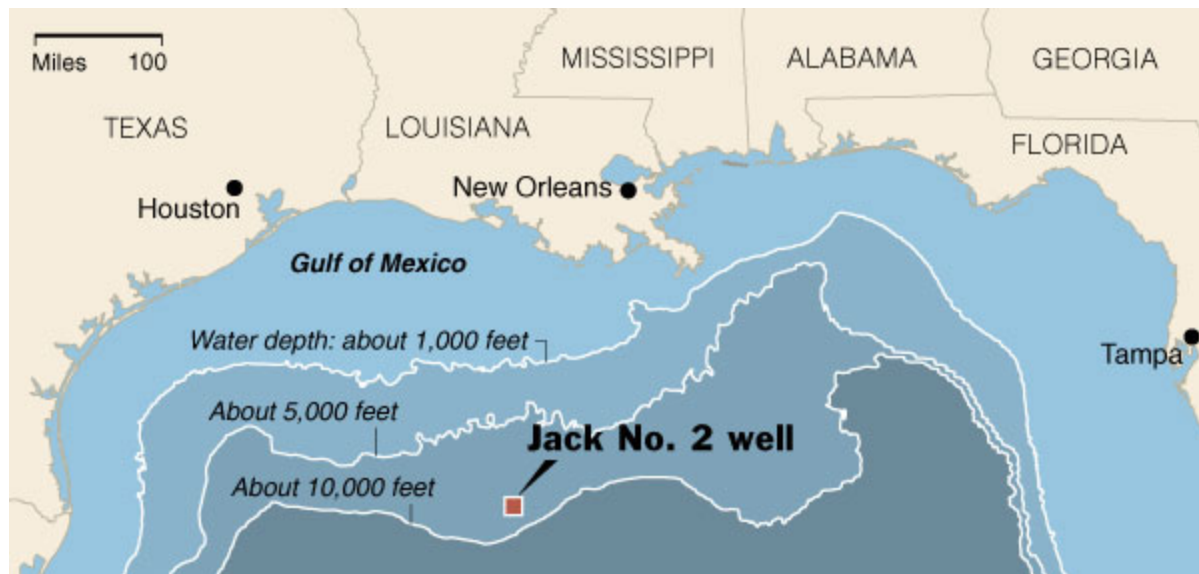 Miles 100
MISSISSIPPI
ALABAMA
GEORGIA
TEXAS
LOUISIANA
FLORIDA
New Orleans
Houston
Gulf of Mexico
Water depth: about 1,000 feet
Tampa
About 5,000 feet
Jack No. 2 well
About 10,000 feet